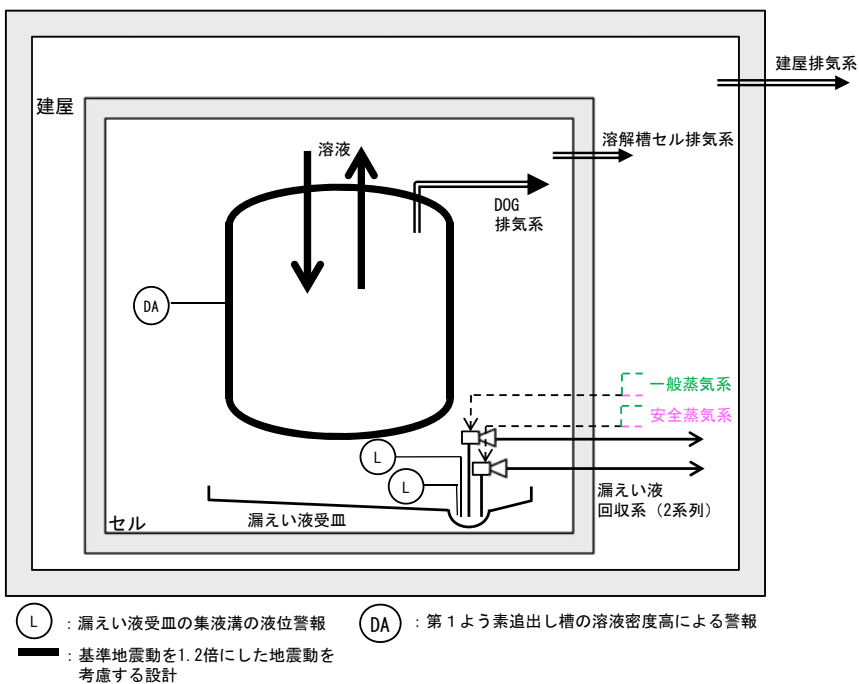 建屋排気系
建屋
溶解槽セル排気系
溶液
DOG
排気系
DA
一般蒸気系
安全蒸気系
L
L
漏えい液
回収系（2系列）
漏えい液受皿
セル
L ：漏えい液受皿の集液溝の液位警報
DA ：第１よう素追出し槽の溶液密度高による警報
：基準地震動を1.2倍にした地震動を
考慮する設計